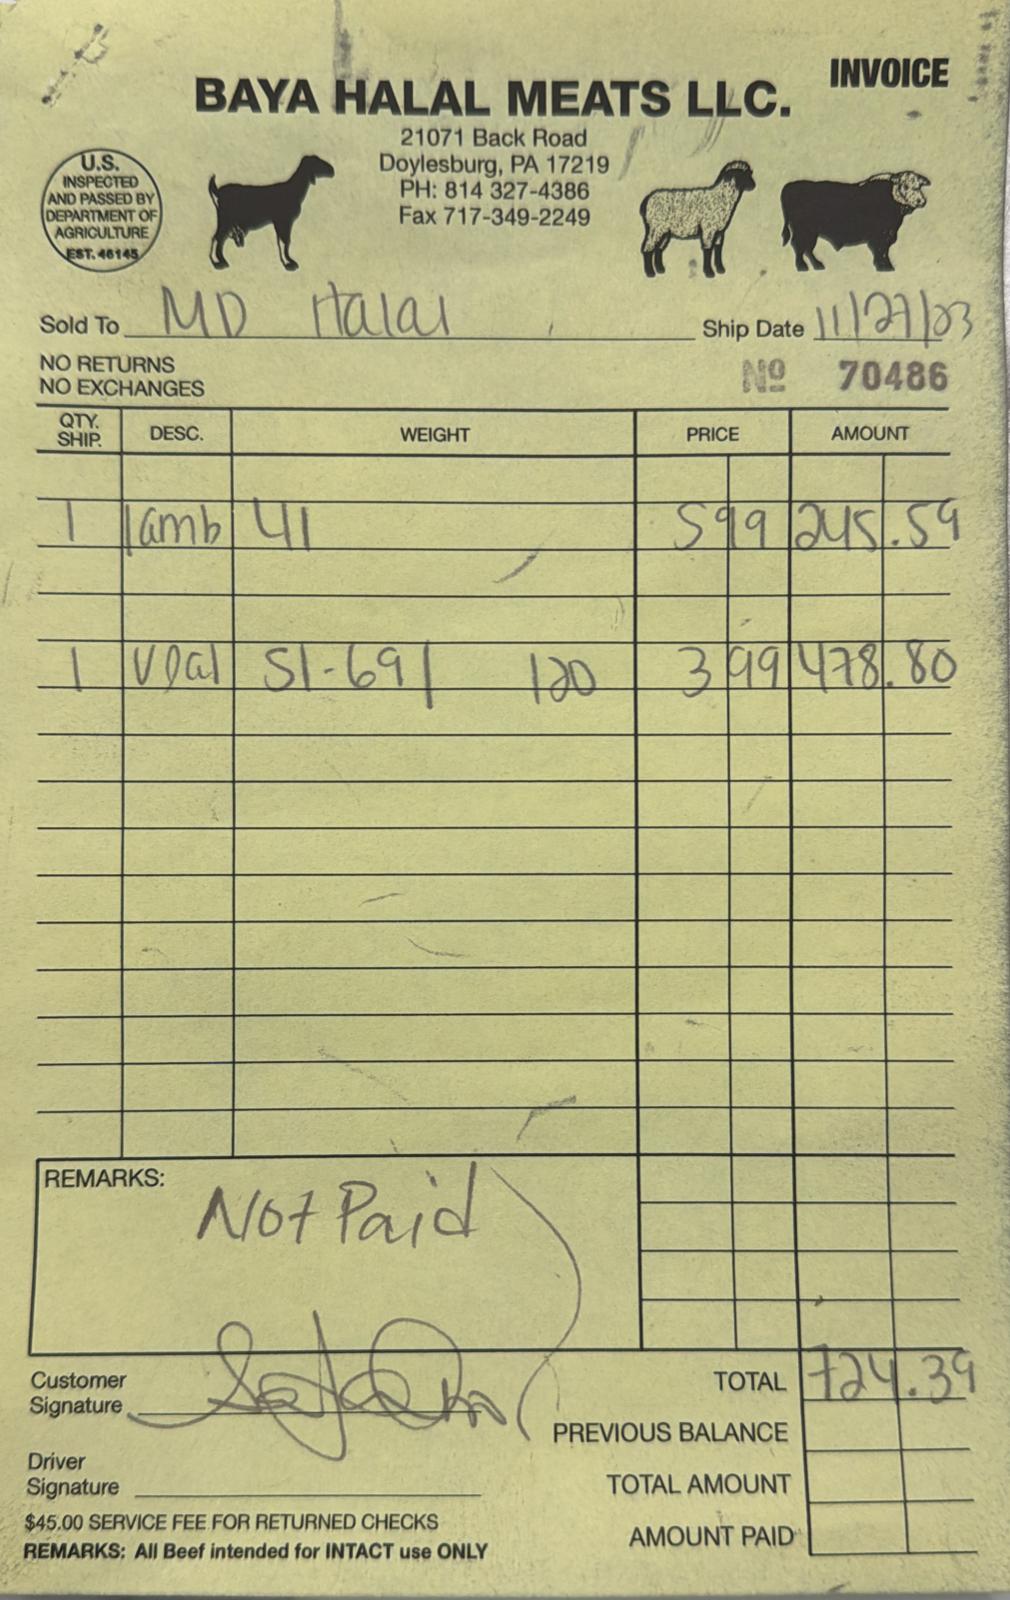 INVOICE
BAYA HALAL MEATS LLC.
21071 Back Road
Doylesburg, PA 17219
PH: 814 327-4386
Fax 717-349-2249
U.S.
INSPECTED
AND PASSED BY
DEPARTMENT OF
AGRICULTURE
EST. 46145
Sold To MD Halal Ship Date 11/27/23
NO RETURNS
NO EXCHANGES
No 70486
QTY. SHIP. DESC. WEIGHT PRICE AMOUNT
1 lamb 41 5 99 245.59
1 veal 51-69/ 120 3 99 478.80
REMARKS:
Not Paid
Customer
Signature
TOTAL 724.39
PREVIOUS BALANCE
Driver
Signature
TOTAL AMOUNT
$45.00 SERVICE FEE FOR RETURNED CHECKS
AMOUNT PAID
REMARKS: All Beef intended for INTACT use ONLY